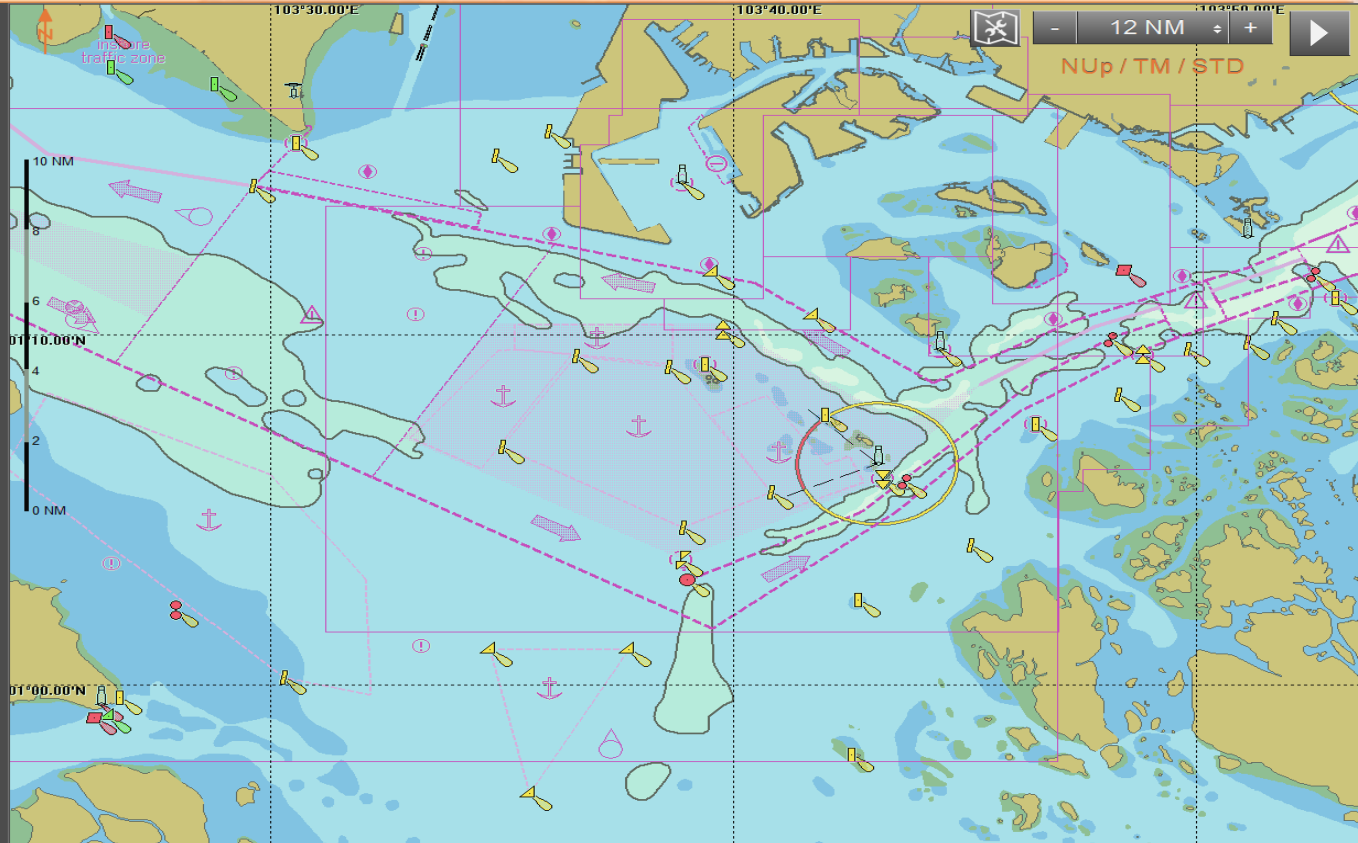 103°30.00'E
103°40.00'E
103°50.00'E
N
- 12 NM +
NUp / TM / STD
inshore
traffic zone
10 NM
8
6
01°10.00'N
4
2
0 NM
01°00.00'N